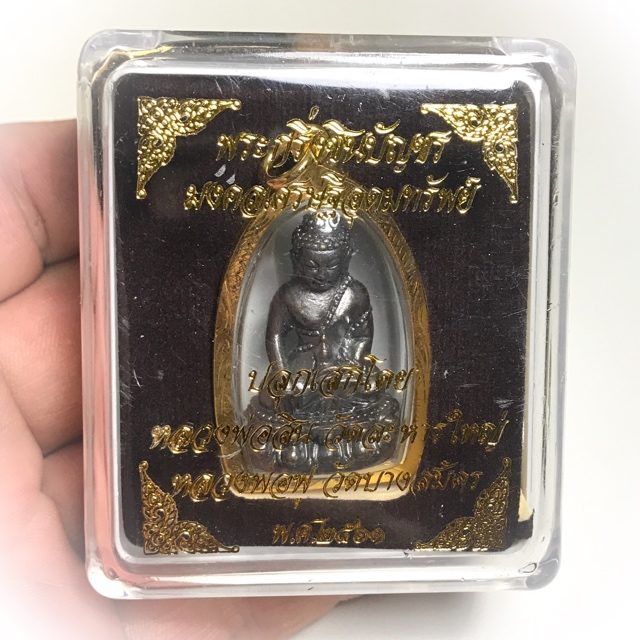 พระกริ่งชินบัญชร
มงคลเศรษฐีอุดมทรัพย์
ปลุกเสกโดย
หลวงพ่อสิน วัดละหารใหญ่
หลวงพ่อฟู วัดบางสมัคร
พ.ศ.๒๕๖๑